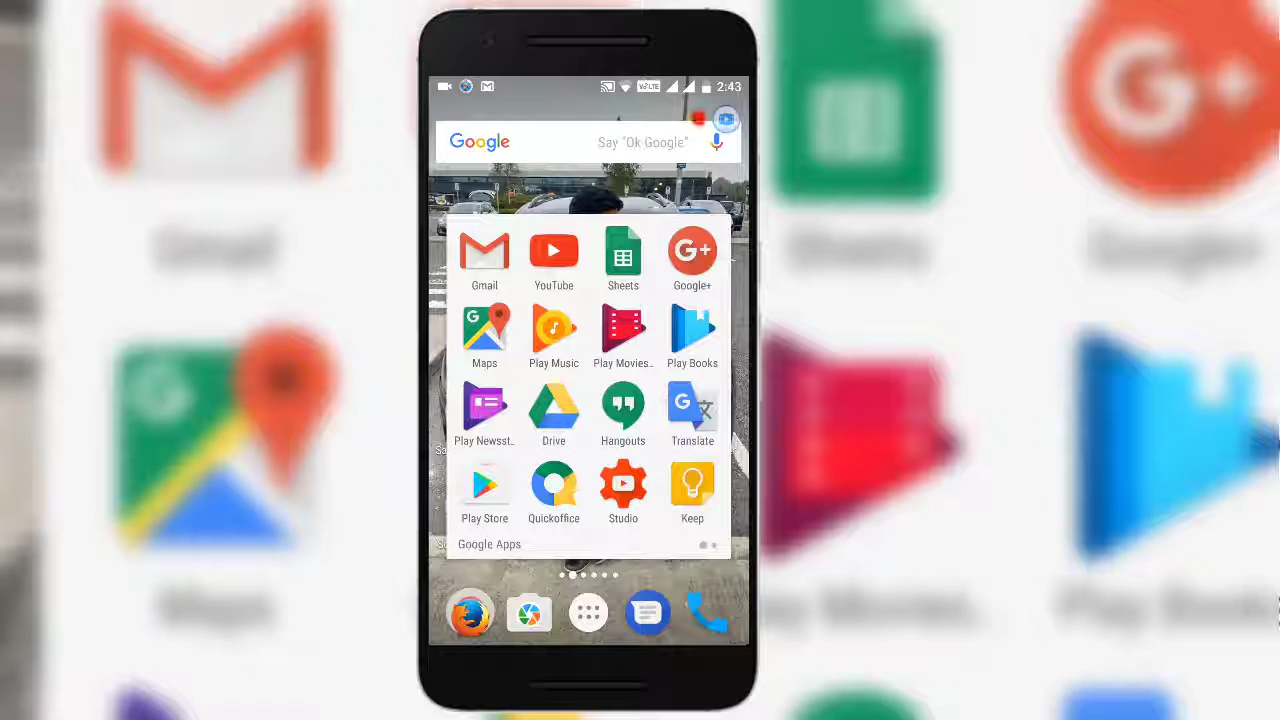 2:43
Google Say "Ok Google"
Gmail YouTube Sheets Google+
Maps Play Music Play Movies.. Play Books
Play Newsst.. Drive Hangouts Translate
Play Store Quickoffice Studio Keep
Google Apps